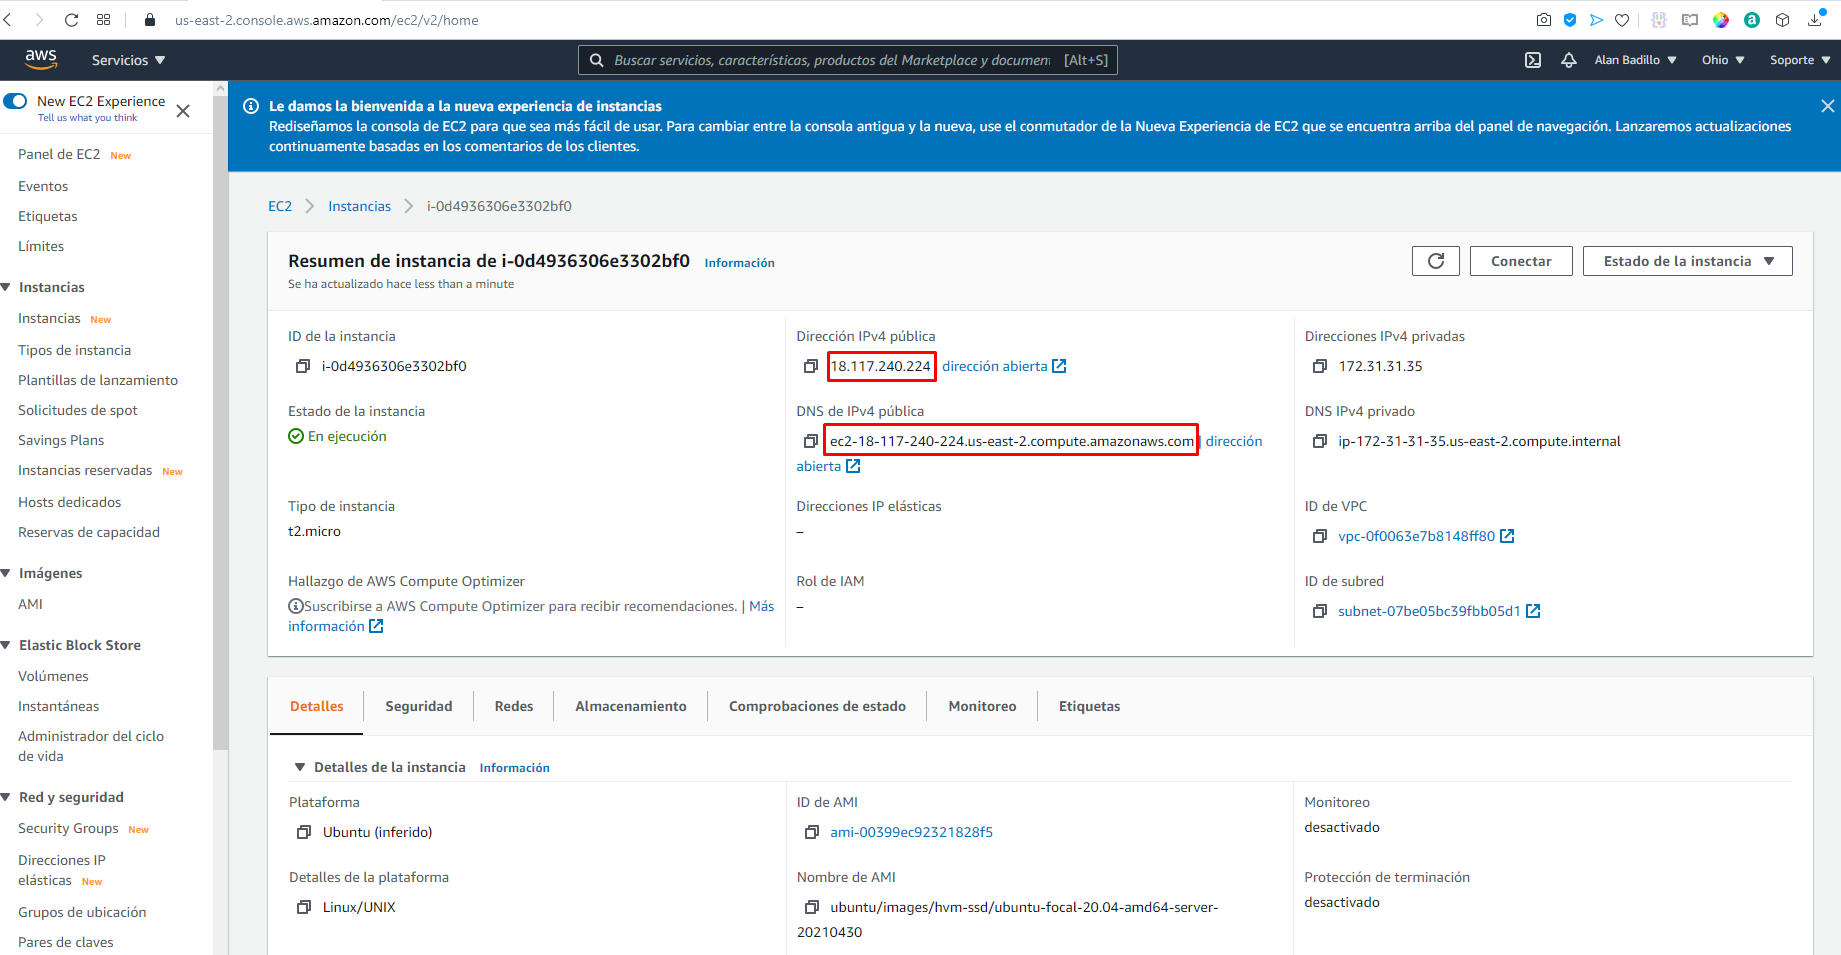 us-east-2.console.aws.amazon.com/ec2/v2/home
aws
Servicios
Buscar servicios, características, productos del Marketplace y documen
[Alt+S]
Alan Badillo
Ohio
Soporte
New EC2 Experience
Tell us what you think
Le damos la bienvenida a la nueva experiencia de instancias
Rediseñamos la consola de EC2 para que sea más fácil de usar. Para cambiar entre la consola antigua y la nueva, use el conmutador de la Nueva Experiencia de EC2 que se encuentra arriba del panel de navegación. Lanzaremos actualizaciones
continuamente basadas en los comentarios de los clientes.
Panel de EC2 New
Eventos
Etiquetas
Límites
Instancias
Instancias New
Tipos de instancia
Plantillas de lanzamiento
Solicitudes de spot
Savings Plans
Instancias reservadas New
Hosts dedicados
Reservas de capacidad
Imágenes
AMI
Elastic Block Store
Volúmenes
Instantáneas
Administrador del ciclo
de vida
Red y seguridad
Security Groups New
Direcciones IP
elásticas New
Grupos de ubicación
Pares de claves
EC2
Instancias
i-0d4936306e3302bf0
Resumen de instancia de i-0d4936306e3302bf0 Información
Se ha actualizado hace less than a minute
Conectar
Estado de la instancia
ID de la instancia
i-0d4936306e3302bf0
Dirección IPv4 pública
18.117.240.224 dirección abierta
Direcciones IPv4 privadas
172.31.31.35
Estado de la instancia
En ejecución
DNS de IPv4 pública
ec2-18-117-240-224.us-east-2.compute.amazonaws.com | dirección
abierta
DNS IPv4 privado
ip-172-31-31-35.us-east-2.compute.internal
Tipo de instancia
t2.micro
Direcciones IP elásticas
–
ID de VPC
vpc-0f0063e7b8148ff80
Hallazgo de AWS Compute Optimizer
Suscribirse a AWS Compute Optimizer para recibir recomendaciones. | Más
información
Rol de IAM
–
ID de subred
subnet-07be05bc39fbb05d1
Detalles
Seguridad
Redes
Almacenamiento
Comprobaciones de estado
Monitoreo
Etiquetas
Detalles de la instancia Información
Plataforma
Ubuntu (inferido)
ID de AMI
ami-00399ec92321828f5
Monitoreo
desactivado
Detalles de la plataforma
Linux/UNIX
Nombre de AMI
ubuntu/images/hvm-ssd/ubuntu-focal-20.04-amd64-server-
20210430
Protección de terminación
desactivado